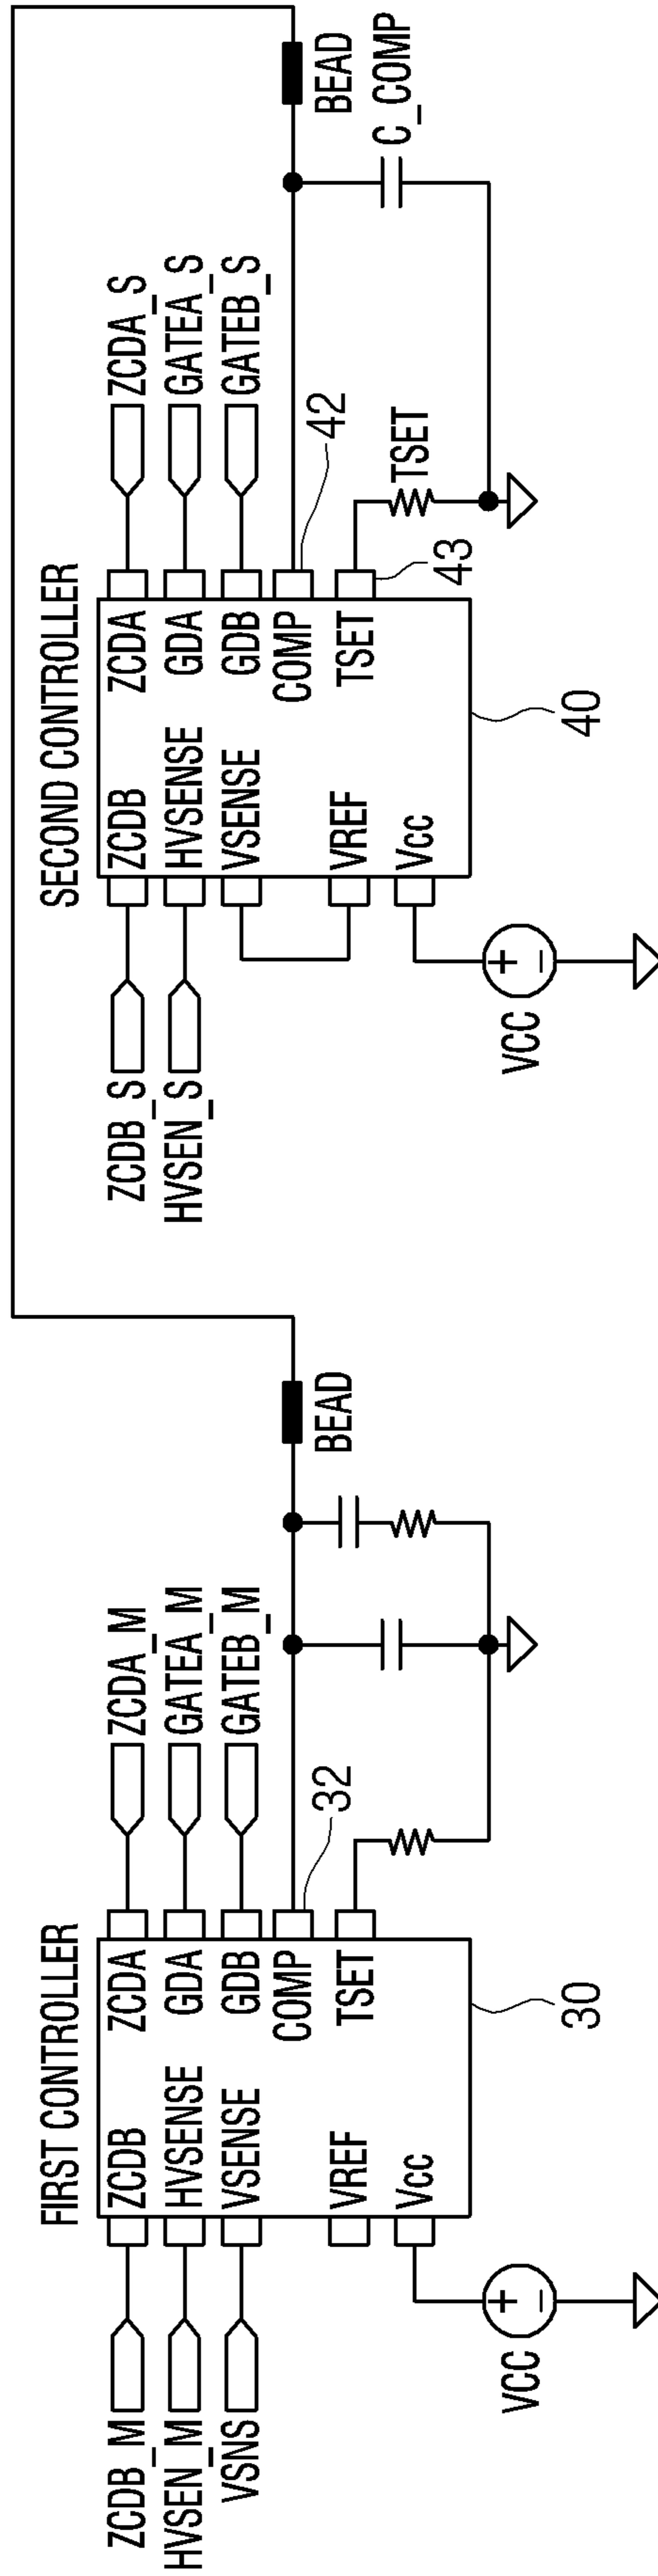 FIRST CONTROLLER
ZCDB_M
HVSEN_M
VSNS
ZCDB
HVSENSE
VSENSE
VREF
Vcc
VCC
ZCDA
GDA
GDB
COMP
TSET
ZCDA_M
GATEA_M
GATEB_M
32
30
BEAD
SECOND CONTROLLER
ZCDB_S
HVSEN_S
ZCDB
HVSENSE
VSENSE
VREF
Vcc
VCC
ZCDA
GDA
GDB
COMP
TSET
ZCDA_S
GATEA_S
GATEB_S
42
43
40
TSET
BEAD
C_COMP